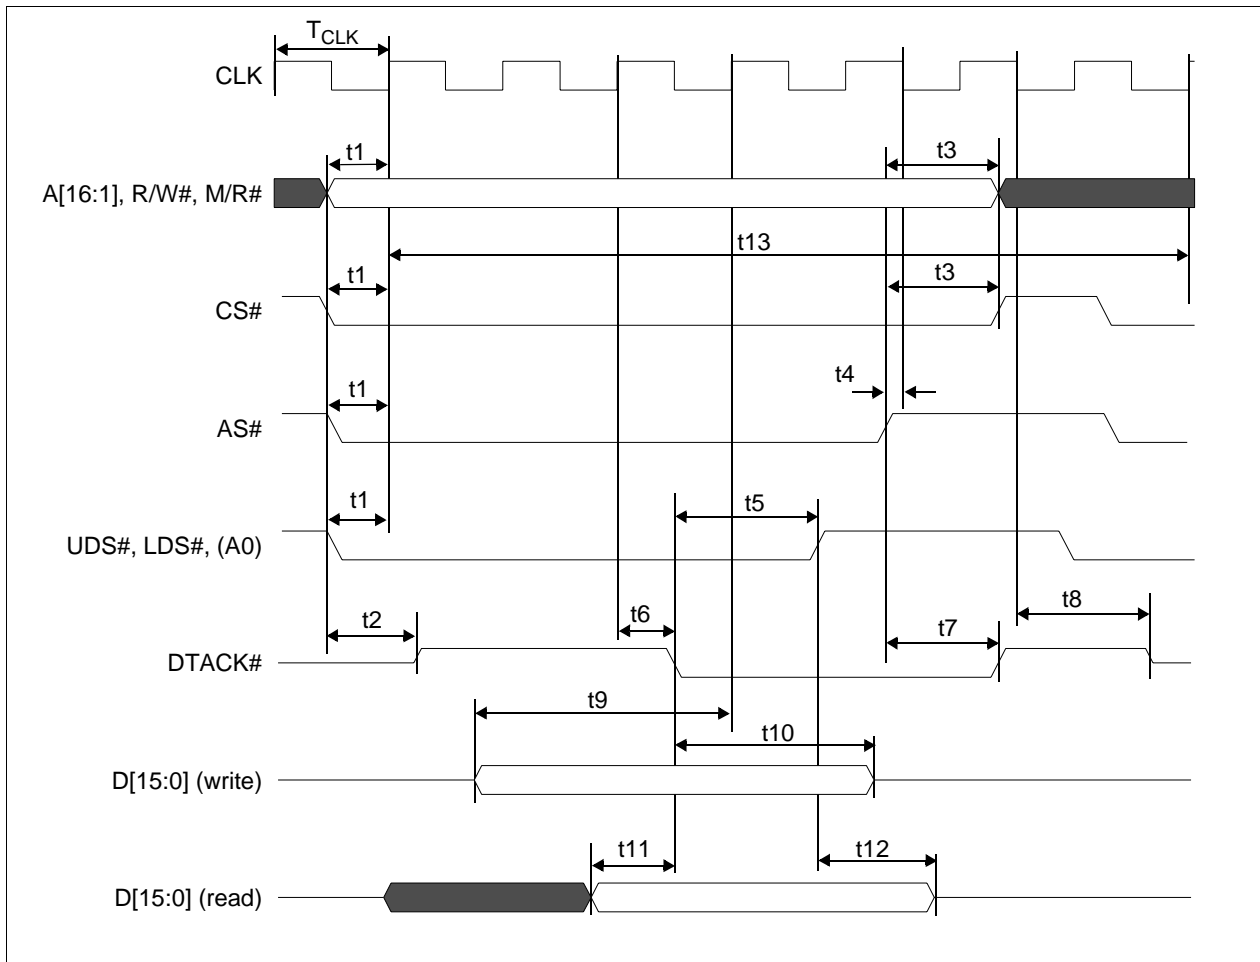 TCLK
CLK
t1 t3
A[16:1], R/W#, M/R#
t13
t1 t3
CS#
t4
t1
AS#
t1 t5
UDS#, LDS#, (A0)
t2 t6 t7 t8
DTACK#
t9
t10
D[15:0] (write)
t11 t12
D[15:0] (read)